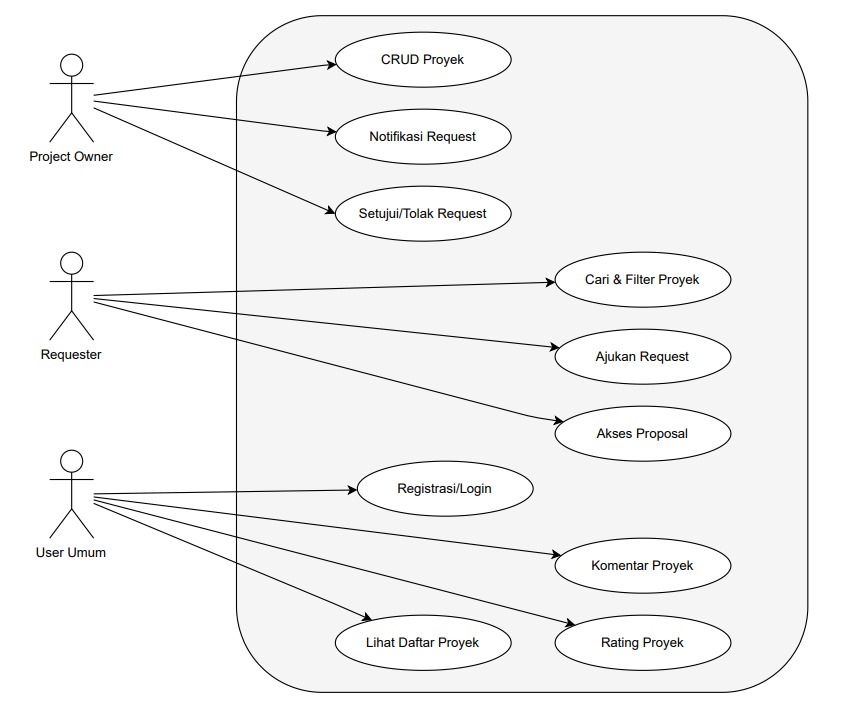 CRUD Proyek
Notifikasi Request
Project Owner
Setujui/Tolak Request
Cari & Filter Proyek
Requester
Ajukan Request
Akses Proposal
Registrasi/Login
User Umum
Komentar Proyek
Lihat Daftar Proyek
Rating Proyek